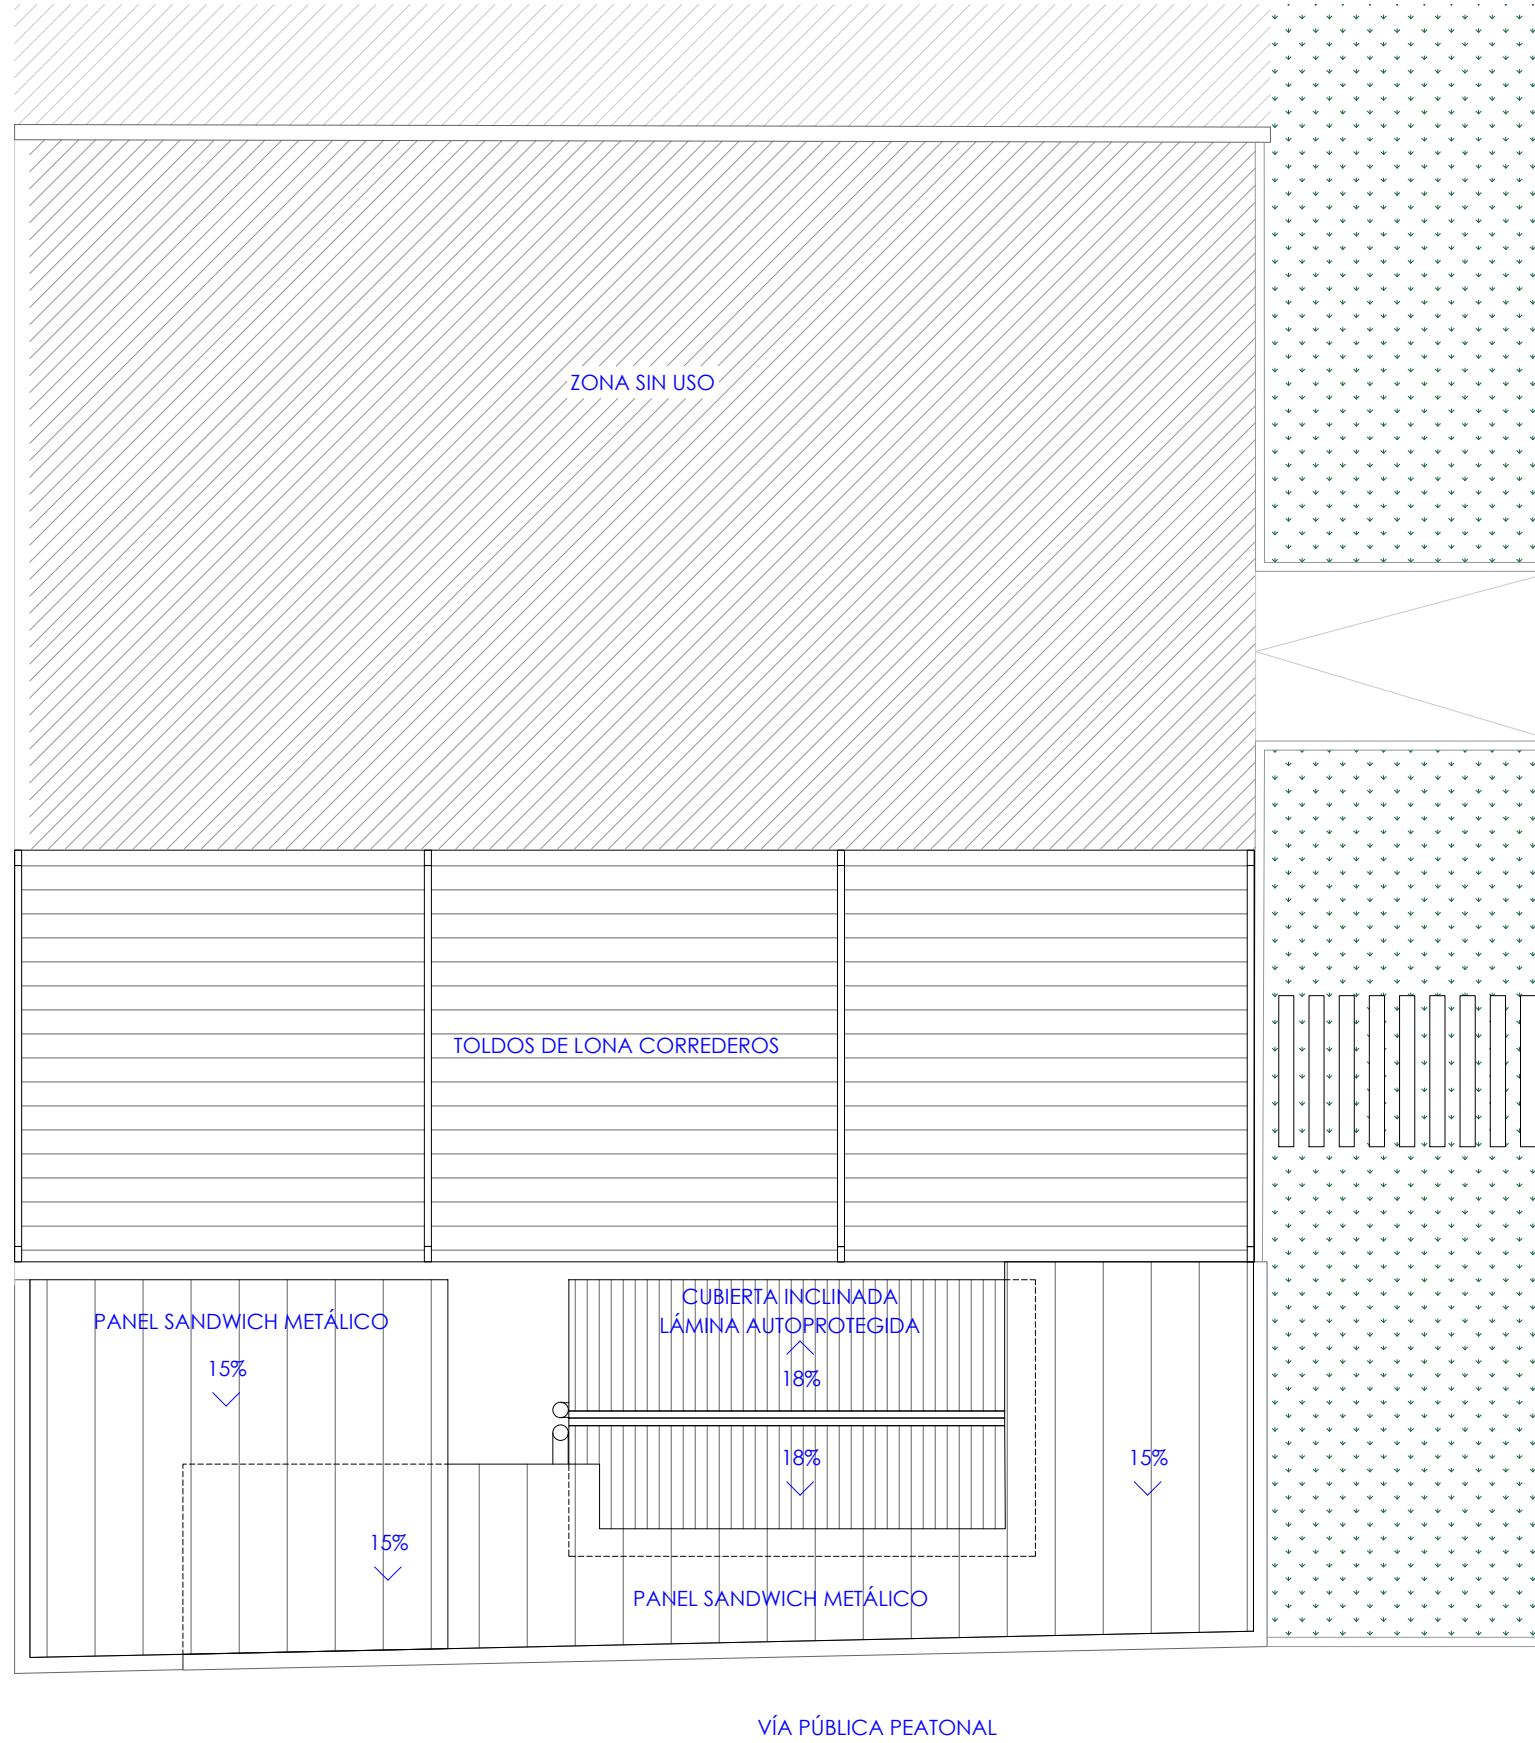 ZONA SIN USO
TOLDOS DE LONA CORREDEROS
PANEL SANDWICH METÁLICO
15%
CUBIERTA INCLINADA
LÁMINA AUTOPROTEGIDA
18%
18%
15%
15%
PANEL SANDWICH METÁLICO
VÍA PÚBLICA PEATONAL